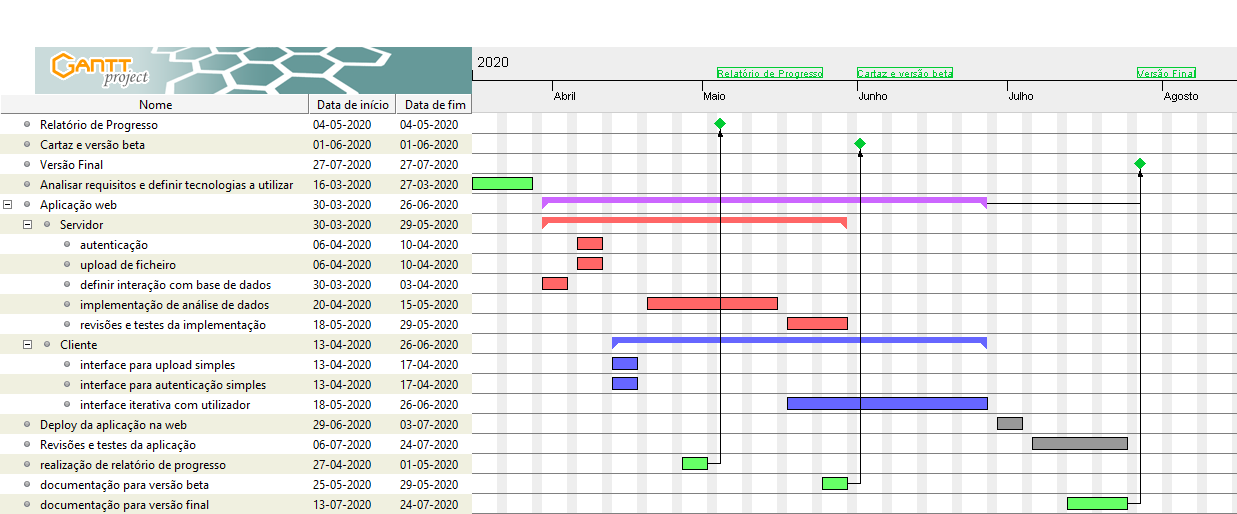 GANTT
project
2020
Relatório de Progresso Cartaz e versão beta Versão Final
Abril Maio Junho Julho Agosto
Nome Data de início Data de fim
Relatório de Progresso 04-05-2020 04-05-2020
Cartaz e versão beta 01-06-2020 01-06-2020
Versão Final 27-07-2020 27-07-2020
Analisar requisitos e definir tecnologias a utilizar 16-03-2020 27-03-2020
Aplicação web 30-03-2020 26-06-2020
Servidor 30-03-2020 29-05-2020
autenticação 06-04-2020 10-04-2020
upload de ficheiro 06-04-2020 10-04-2020
definir interação com base de dados 30-03-2020 03-04-2020
implementação de análise de dados 20-04-2020 15-05-2020
revisões e testes da implementação 18-05-2020 29-05-2020
Cliente 13-04-2020 26-06-2020
interface para upload simples 13-04-2020 17-04-2020
interface para autenticação simples 13-04-2020 17-04-2020
interface iterativa com utilizador 18-05-2020 26-06-2020
Deploy da aplicação na web 29-06-2020 03-07-2020
Revisões e testes da aplicação 06-07-2020 24-07-2020
realização de relatório de progresso 27-04-2020 01-05-2020
documentação para versão beta 25-05-2020 29-05-2020
documentação para versão final 13-07-2020 24-07-2020